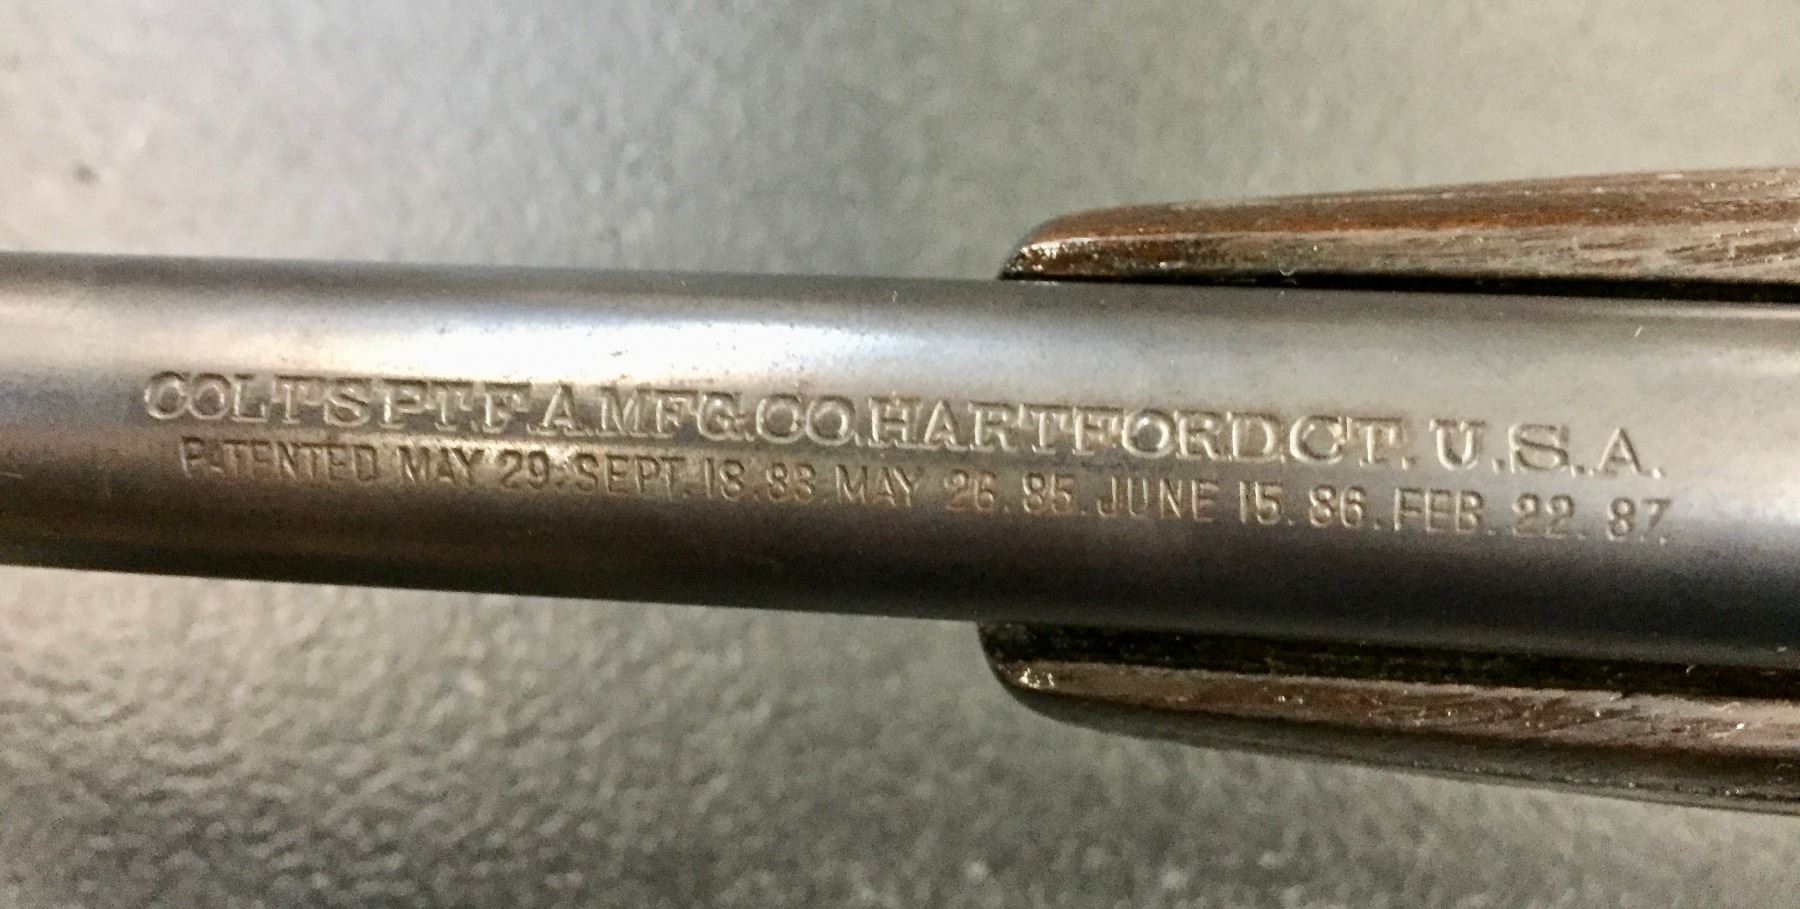 COLT'S PT. F. A. MFG. CO. HARTFORD. CT. U.S.A.
PATENTED MAY 29. SEPT. 18. 83. MAY 26. 85. JUNE 15. 86. FEB. 22. 87.